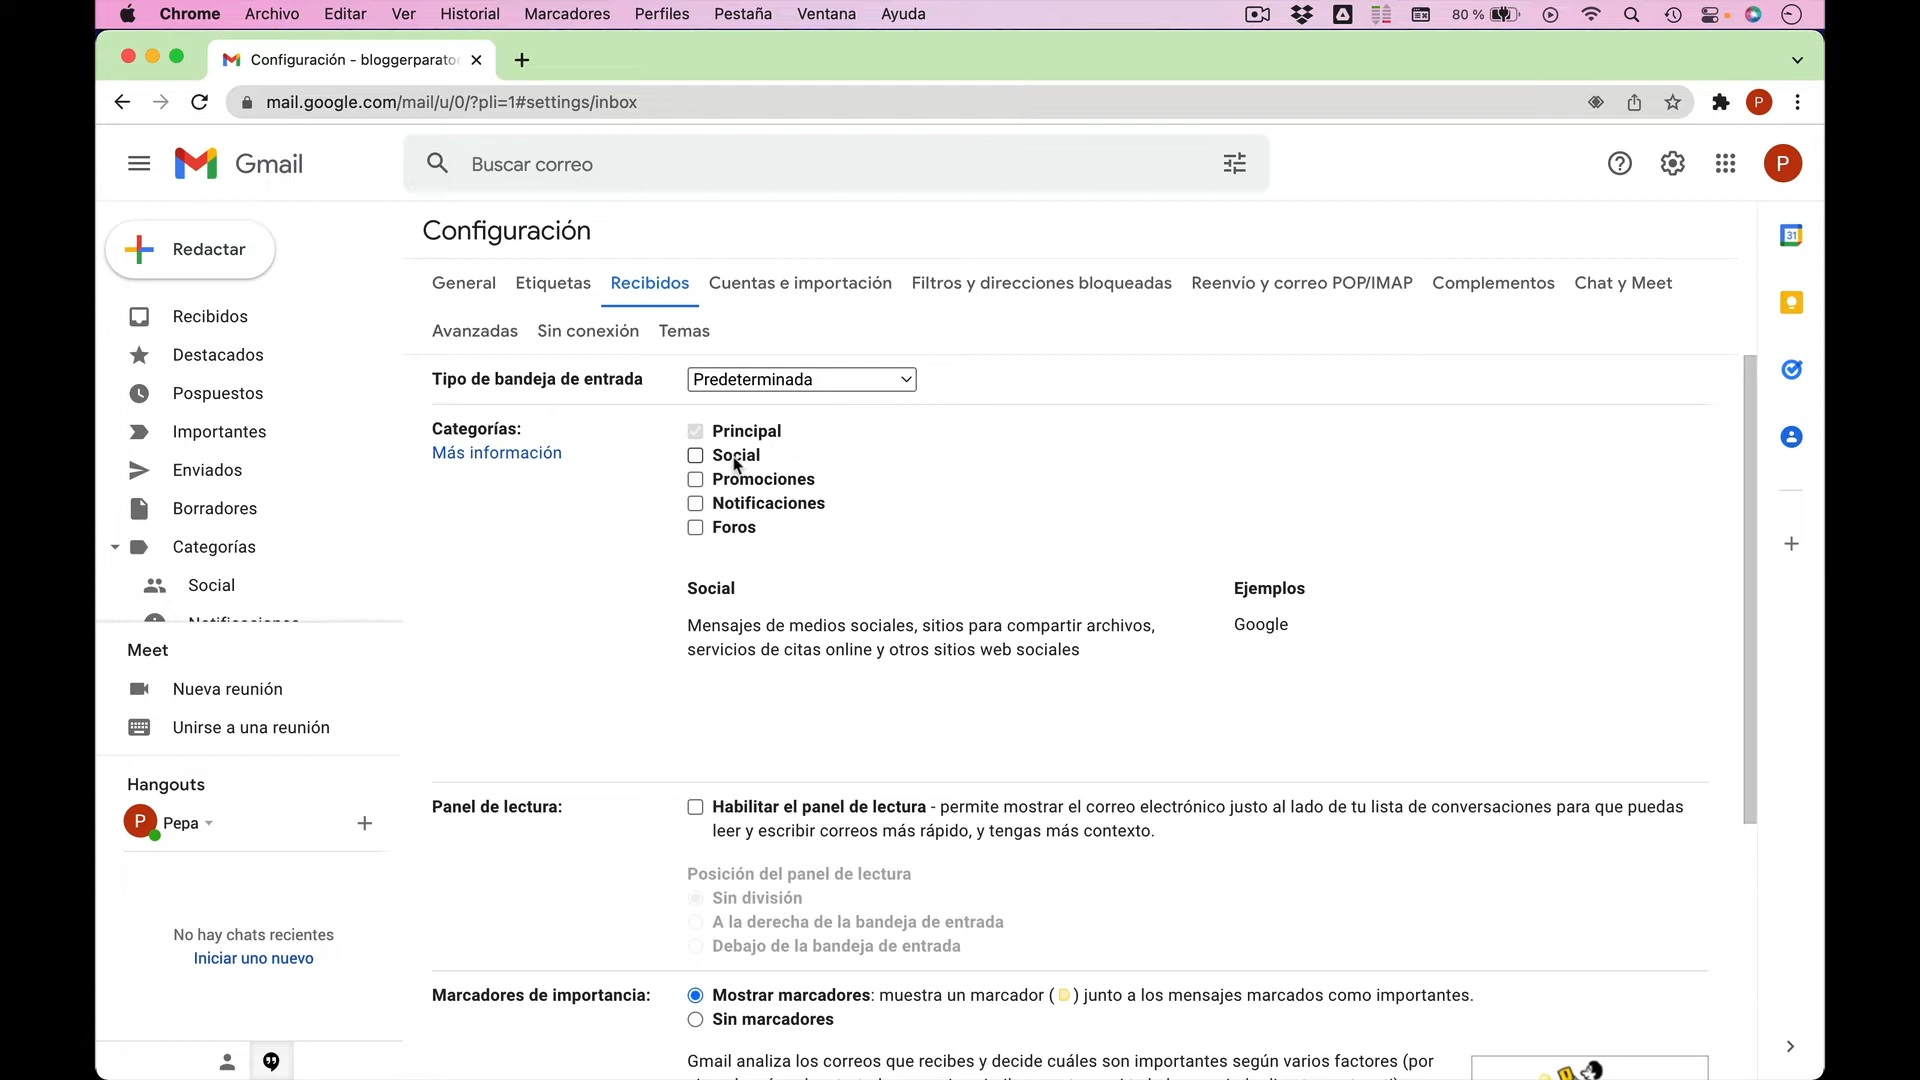 Chrome Archivo Editar Ver Historial Marcadores Perfiles Pestaña Ventana Ayuda 80 %
Configuración - bloggerparato
mail.google.com/mail/u/0/?pli=1#settings/inbox
P
Gmail
Buscar correo
P
Redactar
Recibidos
Destacados
Pospuestos
Importantes
Enviados
Borradores
Categorías
Social
Notificaciones
Meet
Nueva reunión
Unirse a una reunión
Hangouts
P Pepa
No hay chats recientes
Iniciar uno nuevo
Configuración
General Etiquetas Recibidos Cuentas e importación Filtros y direcciones bloqueadas Reenvío y correo POP/IMAP Complementos Chat y Meet
Avanzadas Sin conexión Temas
Tipo de bandeja de entrada Predeterminada
Categorías:
Más información
Principal
Social
Promociones
Notificaciones
Foros
Social Ejemplos
Mensajes de medios sociales, sitios para compartir archivos, Google
servicios de citas online y otros sitios web sociales
Panel de lectura: Habilitar el panel de lectura - permite mostrar el correo electrónico justo al lado de tu lista de conversaciones para que puedas
leer y escribir correos más rápido, y tengas más contexto.
Posición del panel de lectura
Sin división
A la derecha de la bandeja de entrada
Debajo de la bandeja de entrada
Marcadores de importancia: Mostrar marcadores: muestra un marcador ( ) junto a los mensajes marcados como importantes.
Sin marcadores
Gmail analiza los correos que recibes y decide cuáles son importantes según varios factores (por
31